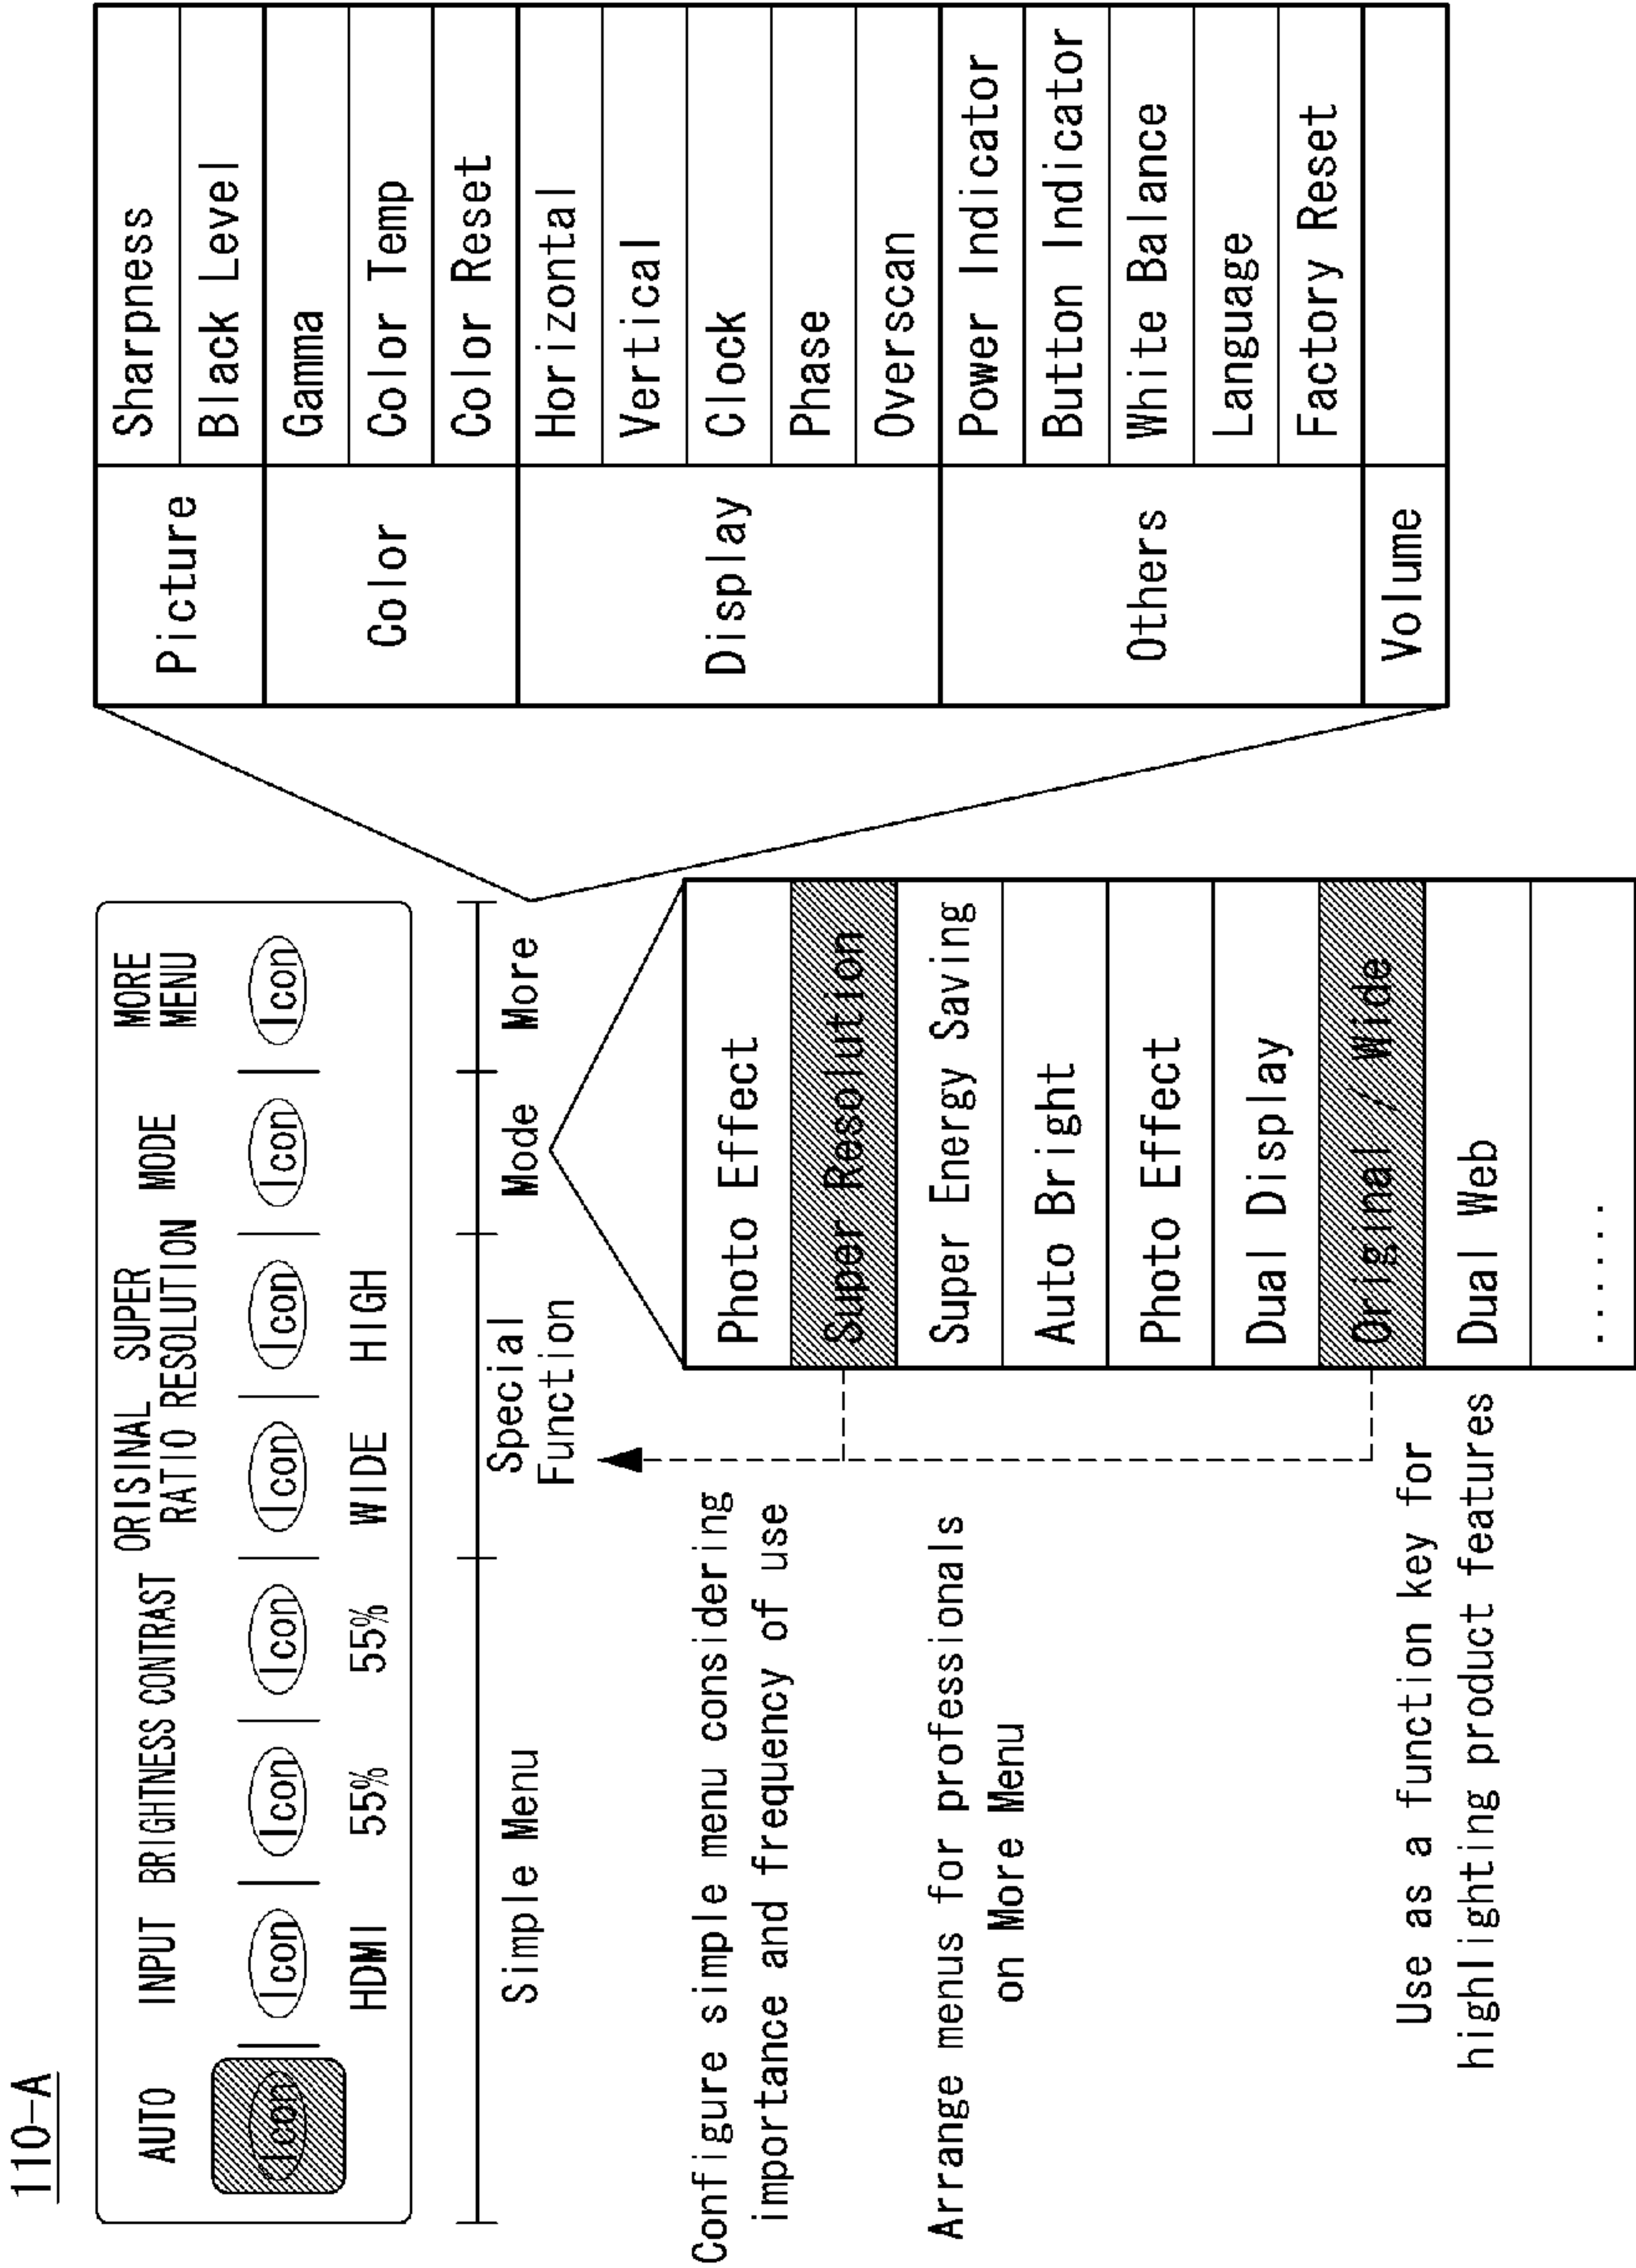 110-A
AUTO
INPUT
BRIGHTNESS
CONTRAST
ORISINAL
RATIO
SUPER
RESOLUTION
MODE
MORE
MENU
Icon
Icon
Icon
Icon
Icon
Icon
Icon
Icon
HDMI
55%
55%
WIDE
HIGH
Simple Menu
Special
Function
Mode
More
Configure simple menu considering
importance and frequency of use
Arrange menus for professionals
on More Menu
Use as a function key for
highlighting product features
Photo Effect
Super Resolution
Super Energy Saving
Auto Bright
Photo Effect
Dual Display
Original // Wide
Dual Web
......
Picture
Sharpness
Black Level
Color
Gamma
Color Temp
Color Reset
Display
Horizontal
Vertical
Clock
Phase
Overscan
Others
Power Indicator
Button Indicator
White Balance
Language
Factory Reset
Volume